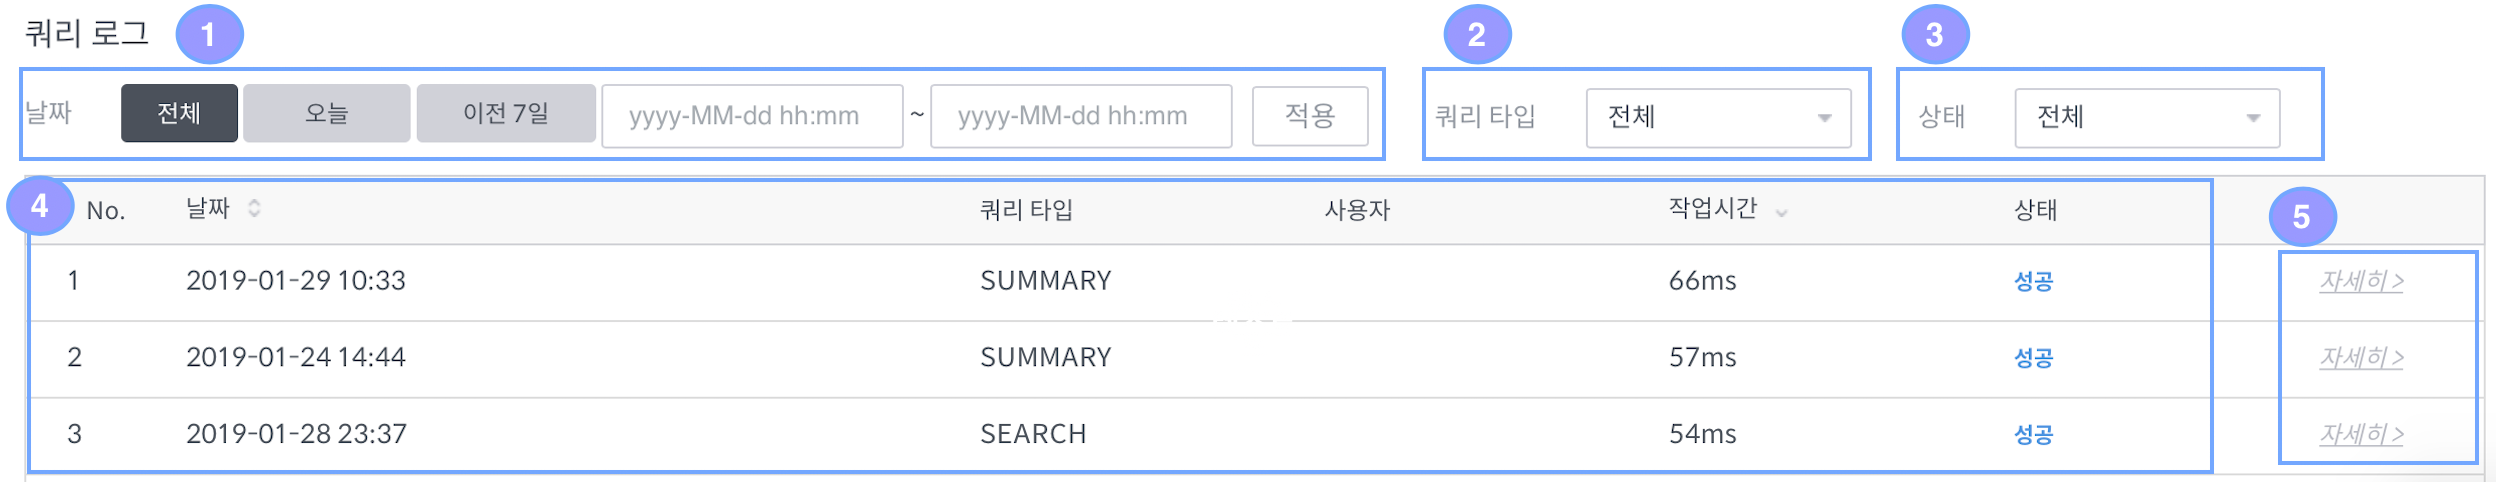 쿼리 로그 1 2 3
날짜 전체 오늘 이전 7일 yyyy-MM-dd hh:mm ~ yyyy-MM-dd hh:mm 적용 쿼리 타입 전체 상태 전체
4 No. 날짜 쿼리 타입 사용자 작업시간 상태 5
1 2019-01-29 10:33 SUMMARY 66ms 성공 자세히 >
2 2019-01-24 14:44 SUMMARY 57ms 성공 자세히 >
3 2019-01-28 23:37 SEARCH 54ms 성공 자세히 >